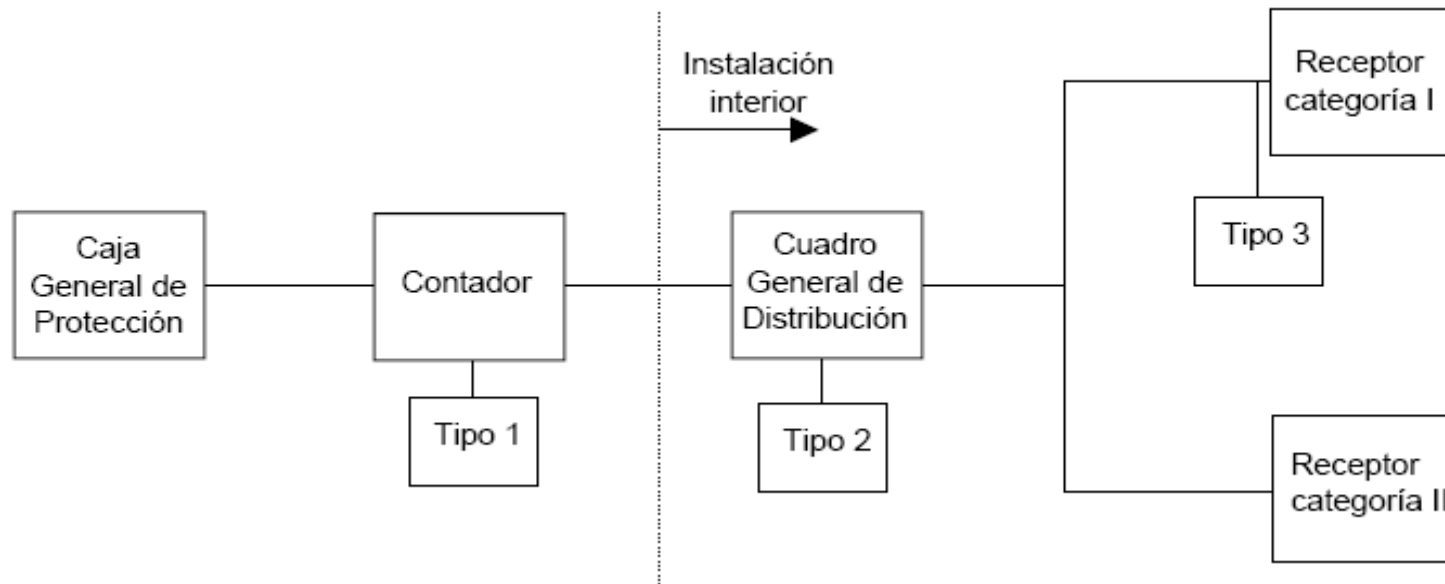 Instalación
interior
Receptor
categoría I
Tipo 3
Caja
General de
Protección
Contador
Cuadro
General de
Distribución
Tipo 1
Tipo 2
Receptor
categoría II